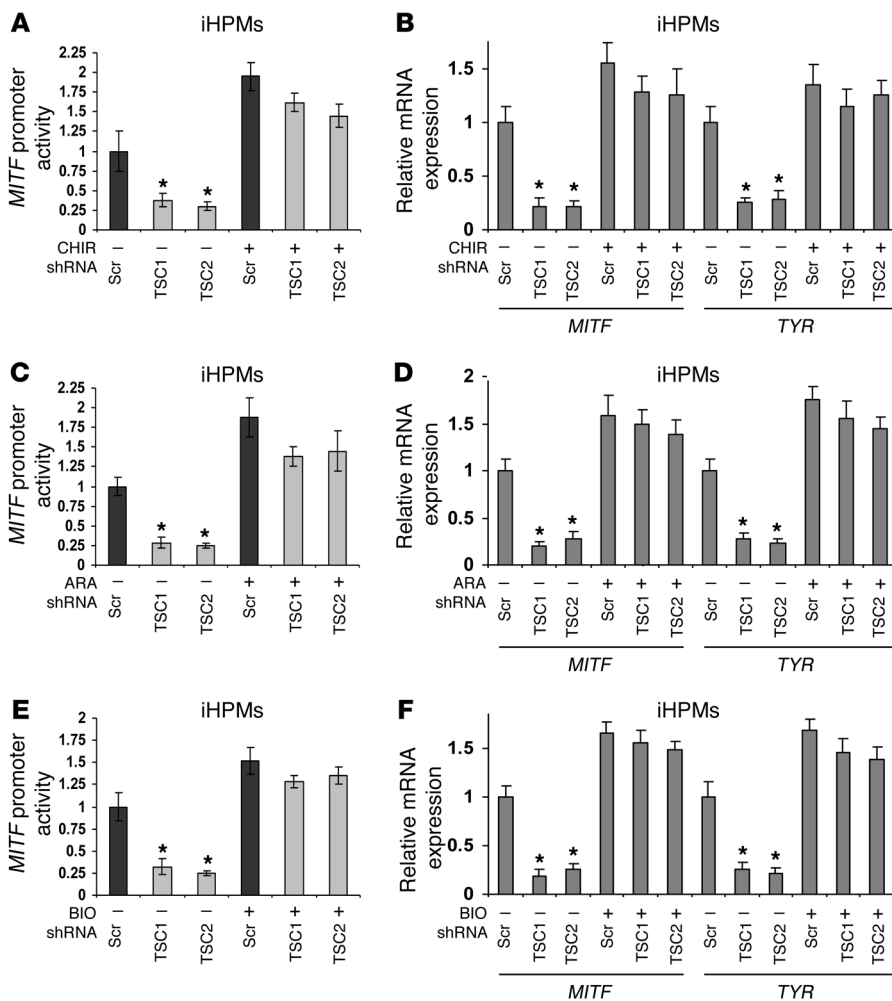 A
iHPMs
MITF promoter
activity
2.25
2
1.75
1.5
1.25
1
0.75
0.5
0.25
0
* *
CHIR – – – + + +
shRNA Scr TSC1 TSC2 Scr TSC1 TSC2
B
iHPMs
Relative mRNA
expression
1.5
1
0.5
0
* * * *
CHIR – – – + + + – – – + + +
shRNA Scr TSC1 TSC2 Scr TSC1 TSC2 Scr TSC1 TSC2 Scr TSC1 TSC2
MITF TYR
C
iHPMs
MITF promoter
activity
2.25
2
1.75
1.5
1.25
1
0.75
0.5
0.25
0
* *
ARA – – – + + +
shRNA Scr TSC1 TSC2 Scr TSC1 TSC2
D
iHPMs
Relative mRNA
expression
2
1.5
1
0.5
0
* * * *
ARA – – – + + + – – – + + +
shRNA Scr TSC1 TSC2 Scr TSC1 TSC2 Scr TSC1 TSC2 Scr TSC1 TSC2
MITF TYR
E
iHPMs
MITF promoter
activity
2
1.75
1.5
1.25
1
0.75
0.5
0.25
0
* *
BIO – – – + + +
shRNA Scr TSC1 TSC2 Scr TSC1 TSC2
F
iHPMs
Relative mRNA
expression
1.5
1
0.5
0
* * * *
BIO – – – + + + – – – + + +
shRNA Scr TSC1 TSC2 Scr TSC1 TSC2 Scr TSC1 TSC2 Scr TSC1 TSC2
MITF TYR